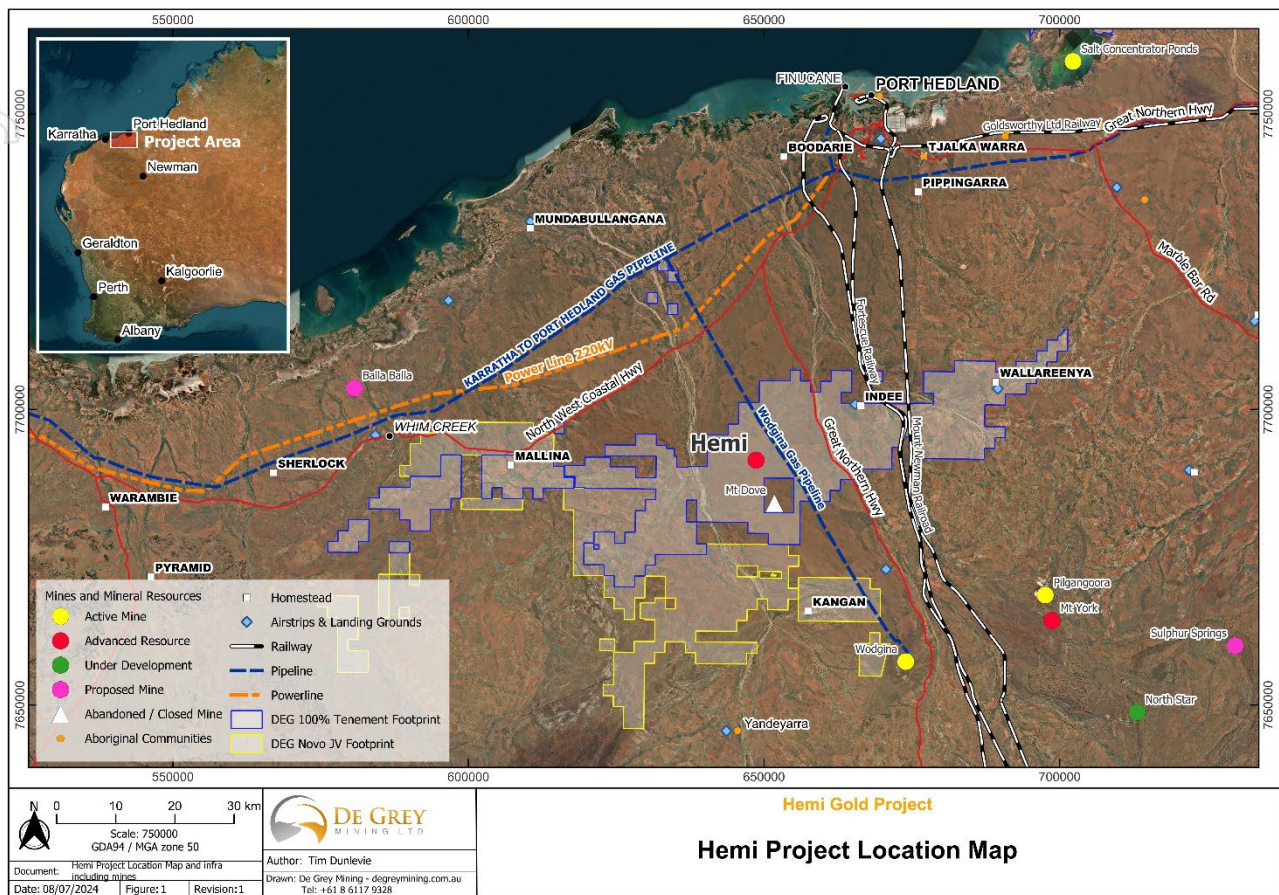 550000
600000
650000
700000
Karratha
Port Hedland
Project Area
Newman
Geraldton
Kalgoorlie
Perth
Albany
7750000
7700000
7650000
7750000
7700000
7650000
Salt Concentrator Ponds
FINUCANE
PORT HEDLAND
Goldsworthy Ltd Railway
Great Northern Hwy
BOODARIE
TJALKA WARRA
PIPPINGARRA
MUNDABULLANGANA
Marble Bar Rd
KARRATHA TO PORT HEDLAND GAS PIPELINE
Power Line 220kV
North West Coastal Hwy
Fortescue Railway
Balla Balla
WALLAREENYA
INDEE
WHIM CREEK
Hemi
Wodgina Gas Pipeline
Great Northern Hwy
Mount Newman Railroad
MALLINA
SHERLOCK
Mt Dove
WARAMBIE
PYRAMID
KANGAN
Pilgangoora
Mt York
Sulphur Springs
Wodgina
North Star
Yandeyarra
Mines and Mineral Resources
Active Mine
Advanced Resource
Under Development
Proposed Mine
Abandoned / Closed Mine
Aboriginal Communities
Homestead
Airstrips & Landing Grounds
Railway
Pipeline
Powerline
DEG 100% Tenement Footprint
DEG Novo JV Footprint
550000
600000
650000
700000
N
0 10 20 30 km
Scale: 750000
GDA94 / MGA zone 50
Document: Hemi Project Location Map and infra
including mines
Date: 08/07/2024 Figure: 1 Revision:1
DE GREY
MINING LTD
Author: Tim Dunlevie
Drawn: De Grey Mining - degreymining.com.au
Tel: +61 8 6117 9328
Hemi Gold Project
Hemi Project Location Map